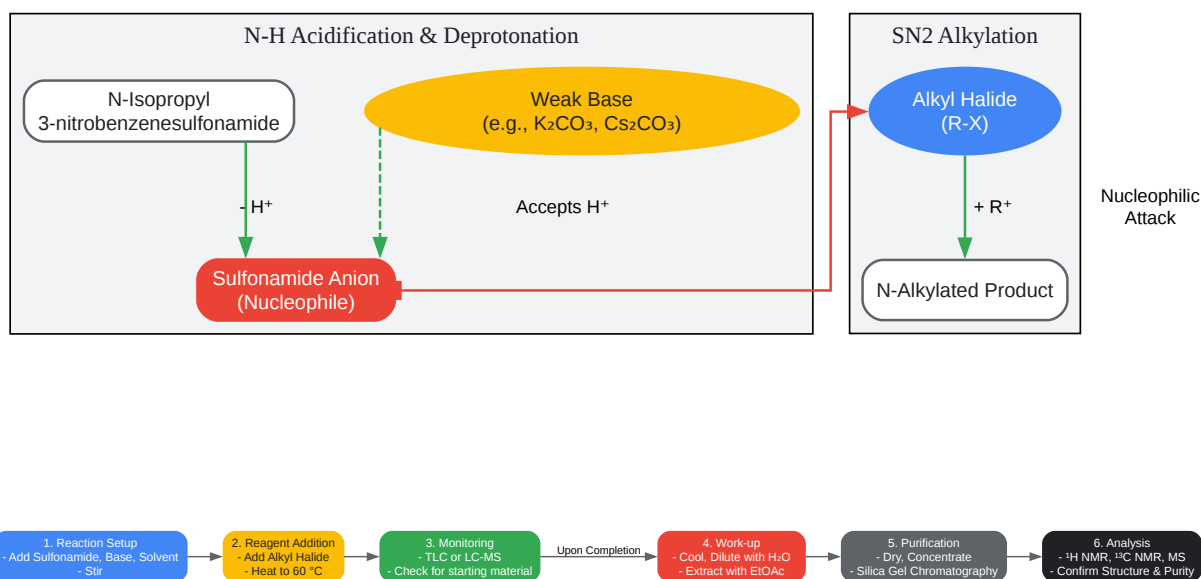 N-H Acidification & Deprotonation
N-Isopropyl
3-nitrobenzenesulfonamide
Weak Base
(e.g., K₂CO₃, Cs₂CO₃)
- H⁺
Accepts H⁺
Sulfonamide Anion
(Nucleophile)
SN2 Alkylation
Alkyl Halide
(R-X)
+ R⁺
N-Alkylated Product
Nucleophilic
Attack
1. Reaction Setup
- Add Sulfonamide, Base, Solvent
- Stir
2. Reagent Addition
- Add Alkyl Halide
- Heat to 60 °C
3. Monitoring
- TLC or LC-MS
- Check for starting material
Upon Completion
4. Work-up
- Cool, Dilute with H₂O
- Extract with EtOAc
5. Purification
- Dry, Concentrate
- Silica Gel Chromatography
6. Analysis
- ¹H NMR, ¹³C NMR, MS
- Confirm Structure & Purity